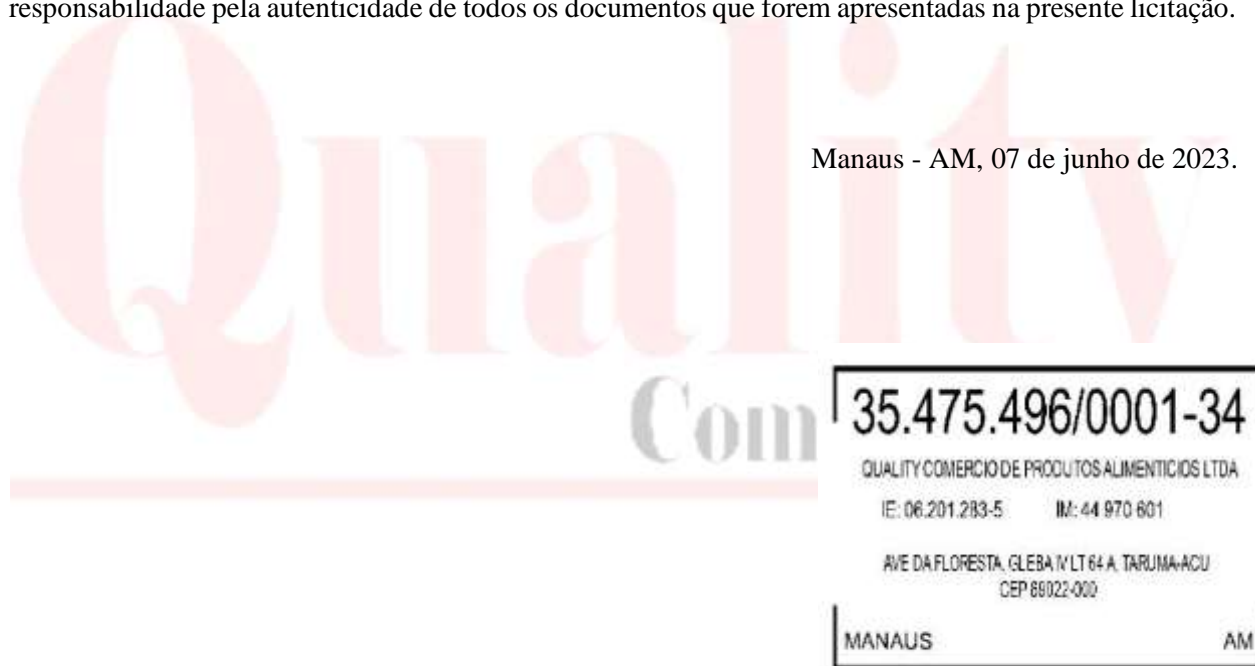 responsabilidade pela autenticidade de todos os documentos que forem apresentadas na presente licitação.
Manaus - AM, 07 de junho de 2023.
Quality
Com
35.475.496/0001-34
QUALITY COMERCIO DE PRODUTOS ALIMENTICIOS LTDA
IE: 06.201.283-5 IM: 44 970 601
AVE DA FLORESTA, GLEBA IV LT 64 A, TARUMA-ACU
CEP 69022-000
MANAUS AM